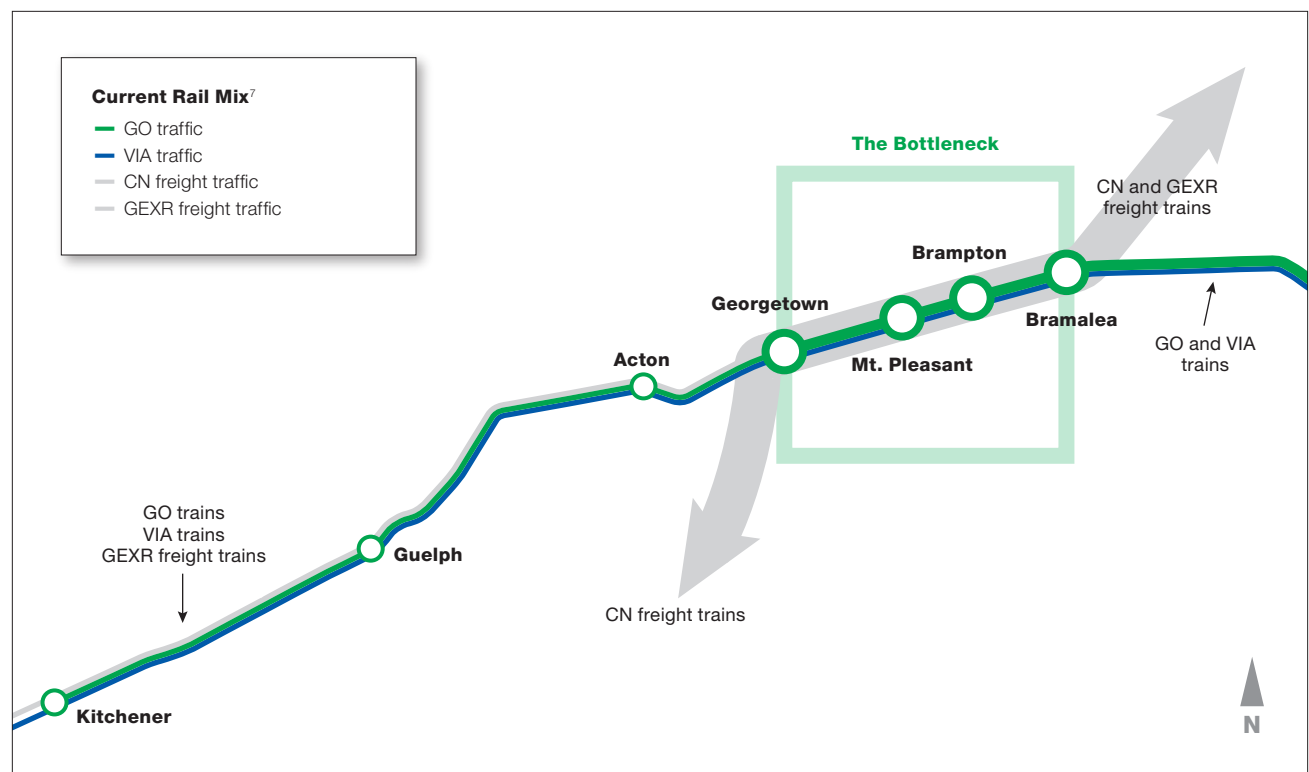 Current Rail Mix7
GO traffic
VIA traffic
CN freight traffic
GEXR freight traffic
The Bottleneck
CN and GEXR
freight trains
Brampton
Georgetown
Bramalea
GO and VIA
trains
Mt. Pleasant
Acton
GO trains
VIA trains
GEXR freight trains
Guelph
CN freight trains
Kitchener
N